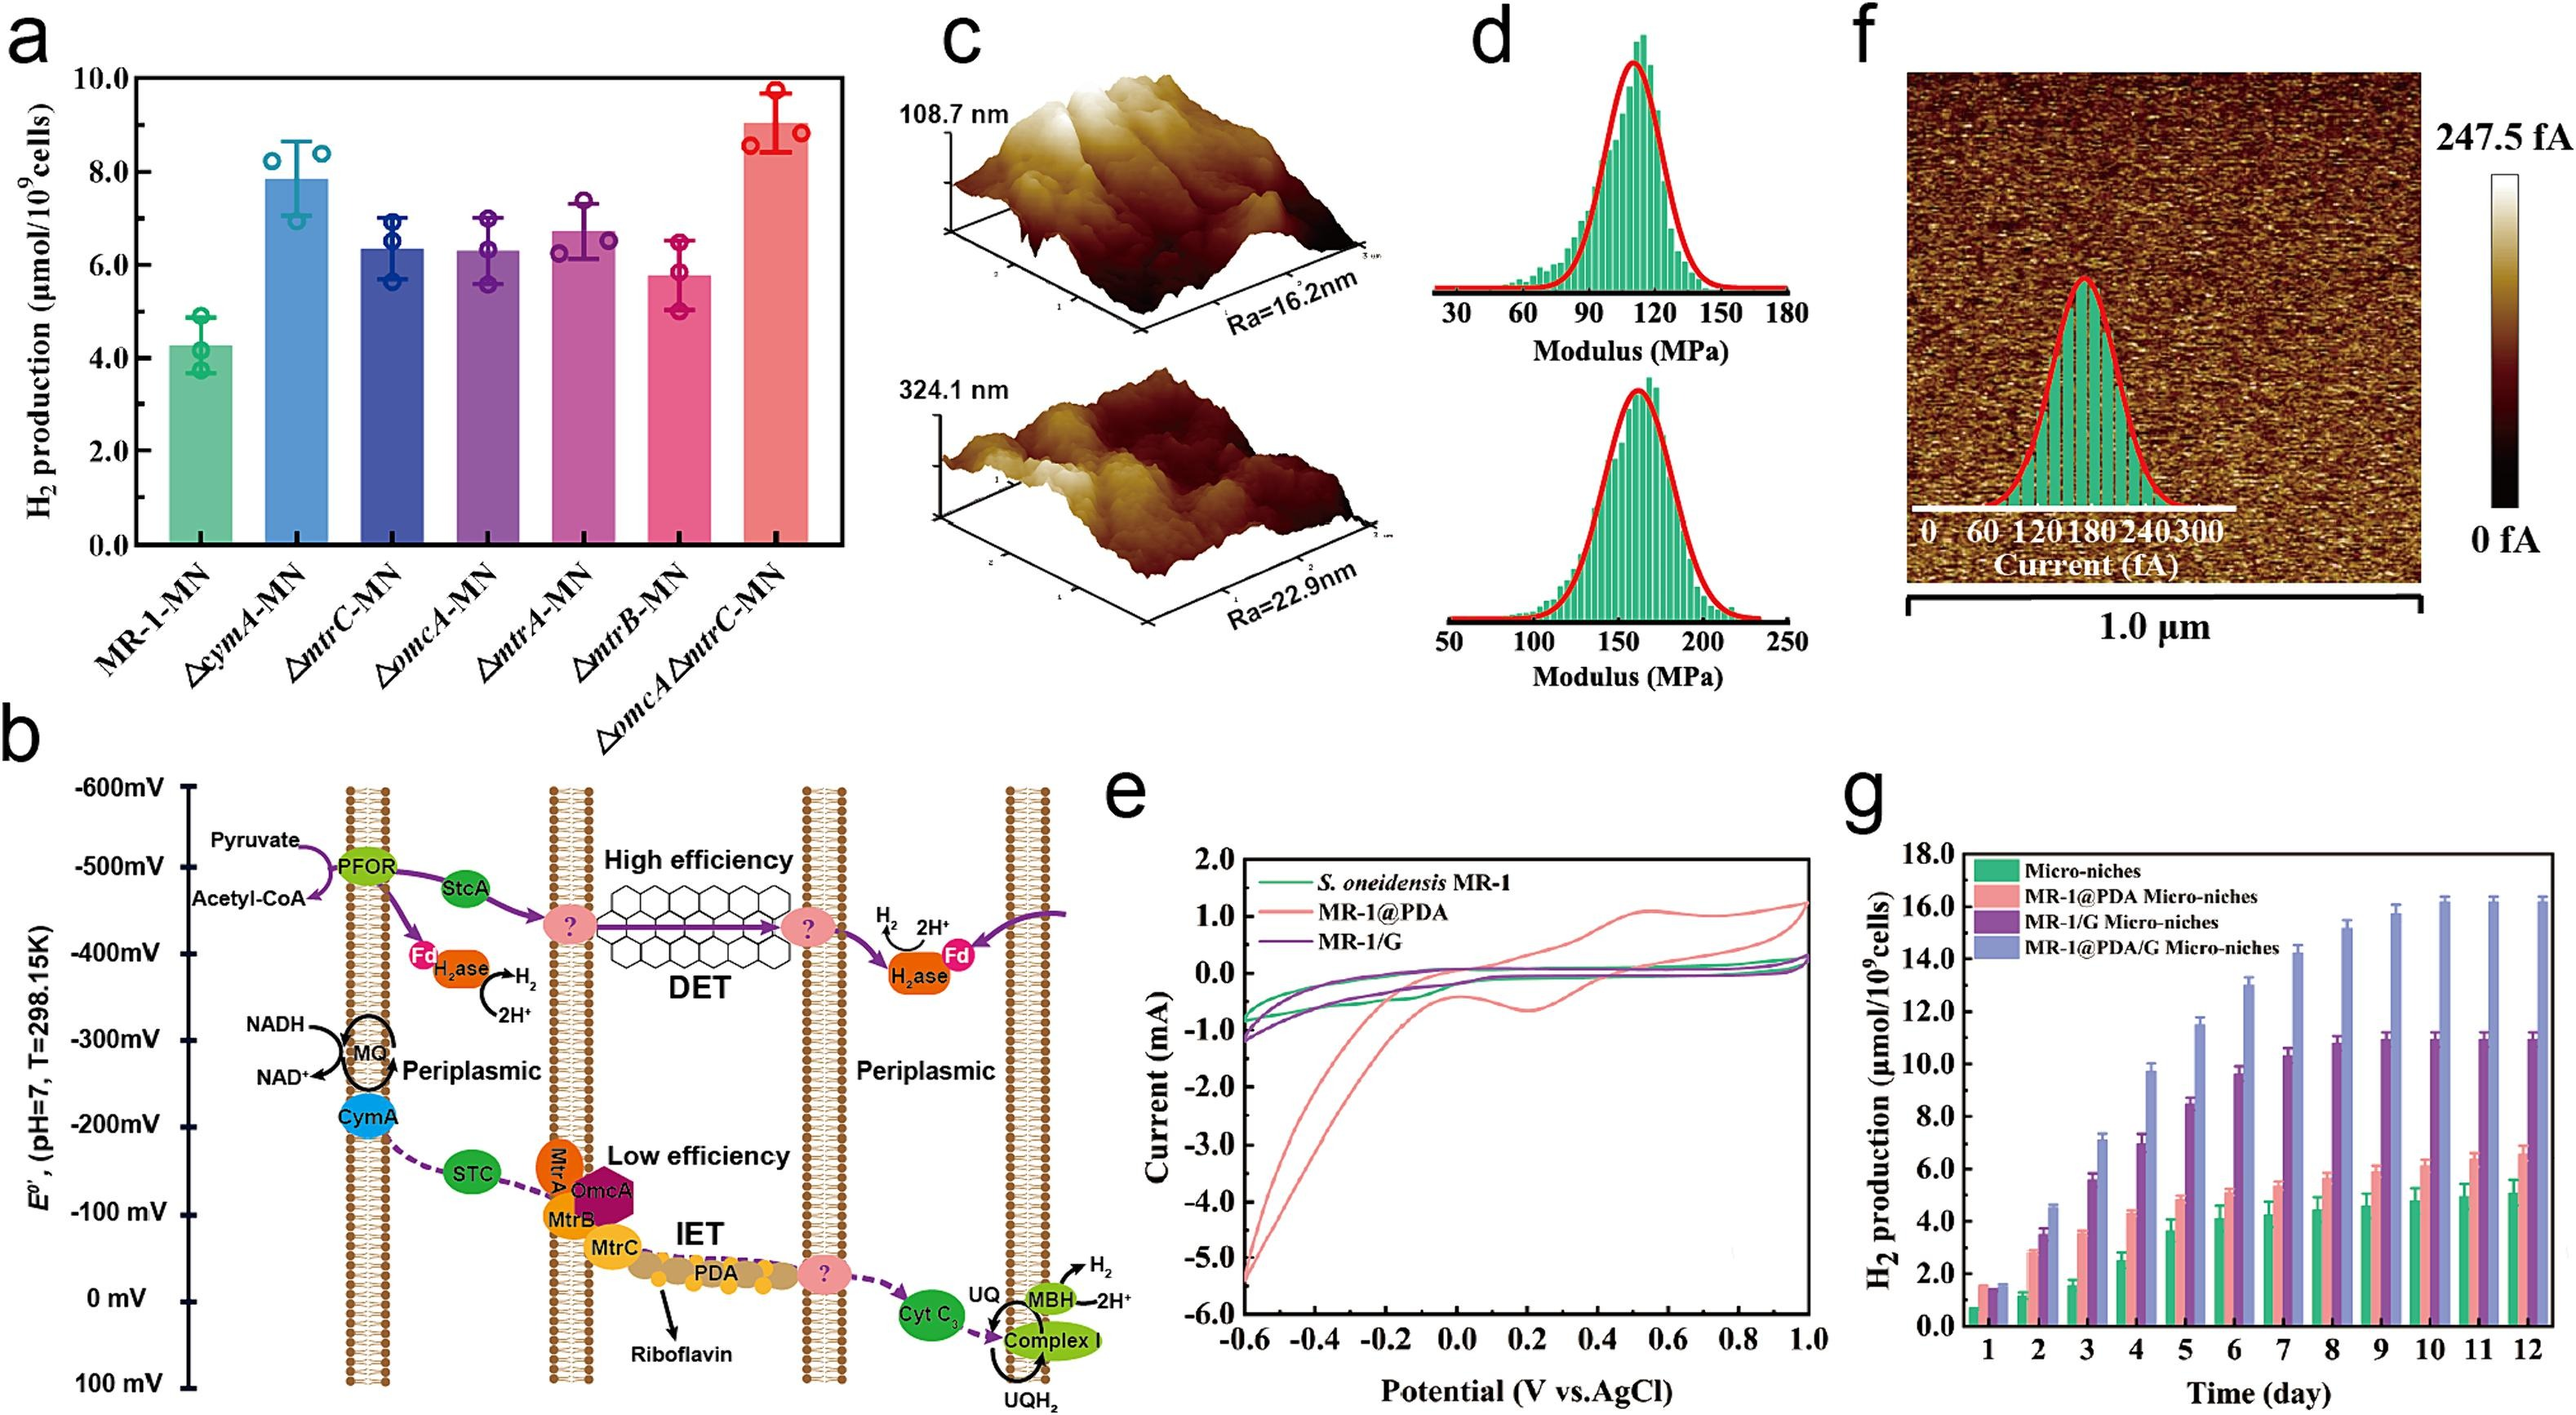 a
H2 production (μmol/10⁹cells)
10.0
8.0
6.0
4.0
2.0
0.0
MR-1-MN
ΔcymA-MN
ΔmtrC-MN
ΔomcA-MN
ΔmtrA-MN
ΔmtrB-MN
ΔomcAΔmtrC-MN
b
E⁰', (pH=7, T=298.15K)
-600mV
-500mV
-400mV
-300mV
-200mV
-100 mV
0 mV
100 mV
Pyruvate
Acetyl-CoA
PFOR
StcA
?
High efficiency
DET
?
H2
2H⁺
Fd
H2ase
Fd
H2ase
H2
2H⁺
NADH
NAD⁺
MQ
Periplasmic
Periplasmic
CymA
STC
MtrA
OmcA
MtrB
MtrC
Low efficiency
IET
PDA
?
Riboflavin
Cyt C3
UQ
UQH2
MBH
H2
2H⁺
Complex I
c
108.7 nm
Ra=16.2nm
324.1 nm
Ra=22.9nm
d
30 60 90 120 150 180
Modulus (MPa)
50 100 150 200 250
Modulus (MPa)
e
Current (mA)
2.0
1.0
0.0
-1.0
-2.0
-3.0
-4.0
-5.0
-6.0
S. oneidensis MR-1
MR-1@PDA
MR-1/G
-0.6 -0.4 -0.2 0.0 0.2 0.4 0.6 0.8 1.0
Potential (V vs.AgCl)
f
0 60 120 180 240 300
Current (fA)
247.5 fA
0 fA
1.0 μm
g
H2 production (μmol/10⁹cells)
18.0
16.0
14.0
12.0
10.0
8.0
6.0
4.0
2.0
0.0
Micro-niches
MR-1@PDA Micro-niches
MR-1/G Micro-niches
MR-1@PDA/G Micro-niches
1 2 3 4 5 6 7 8 9 10 11 12
Time (day)